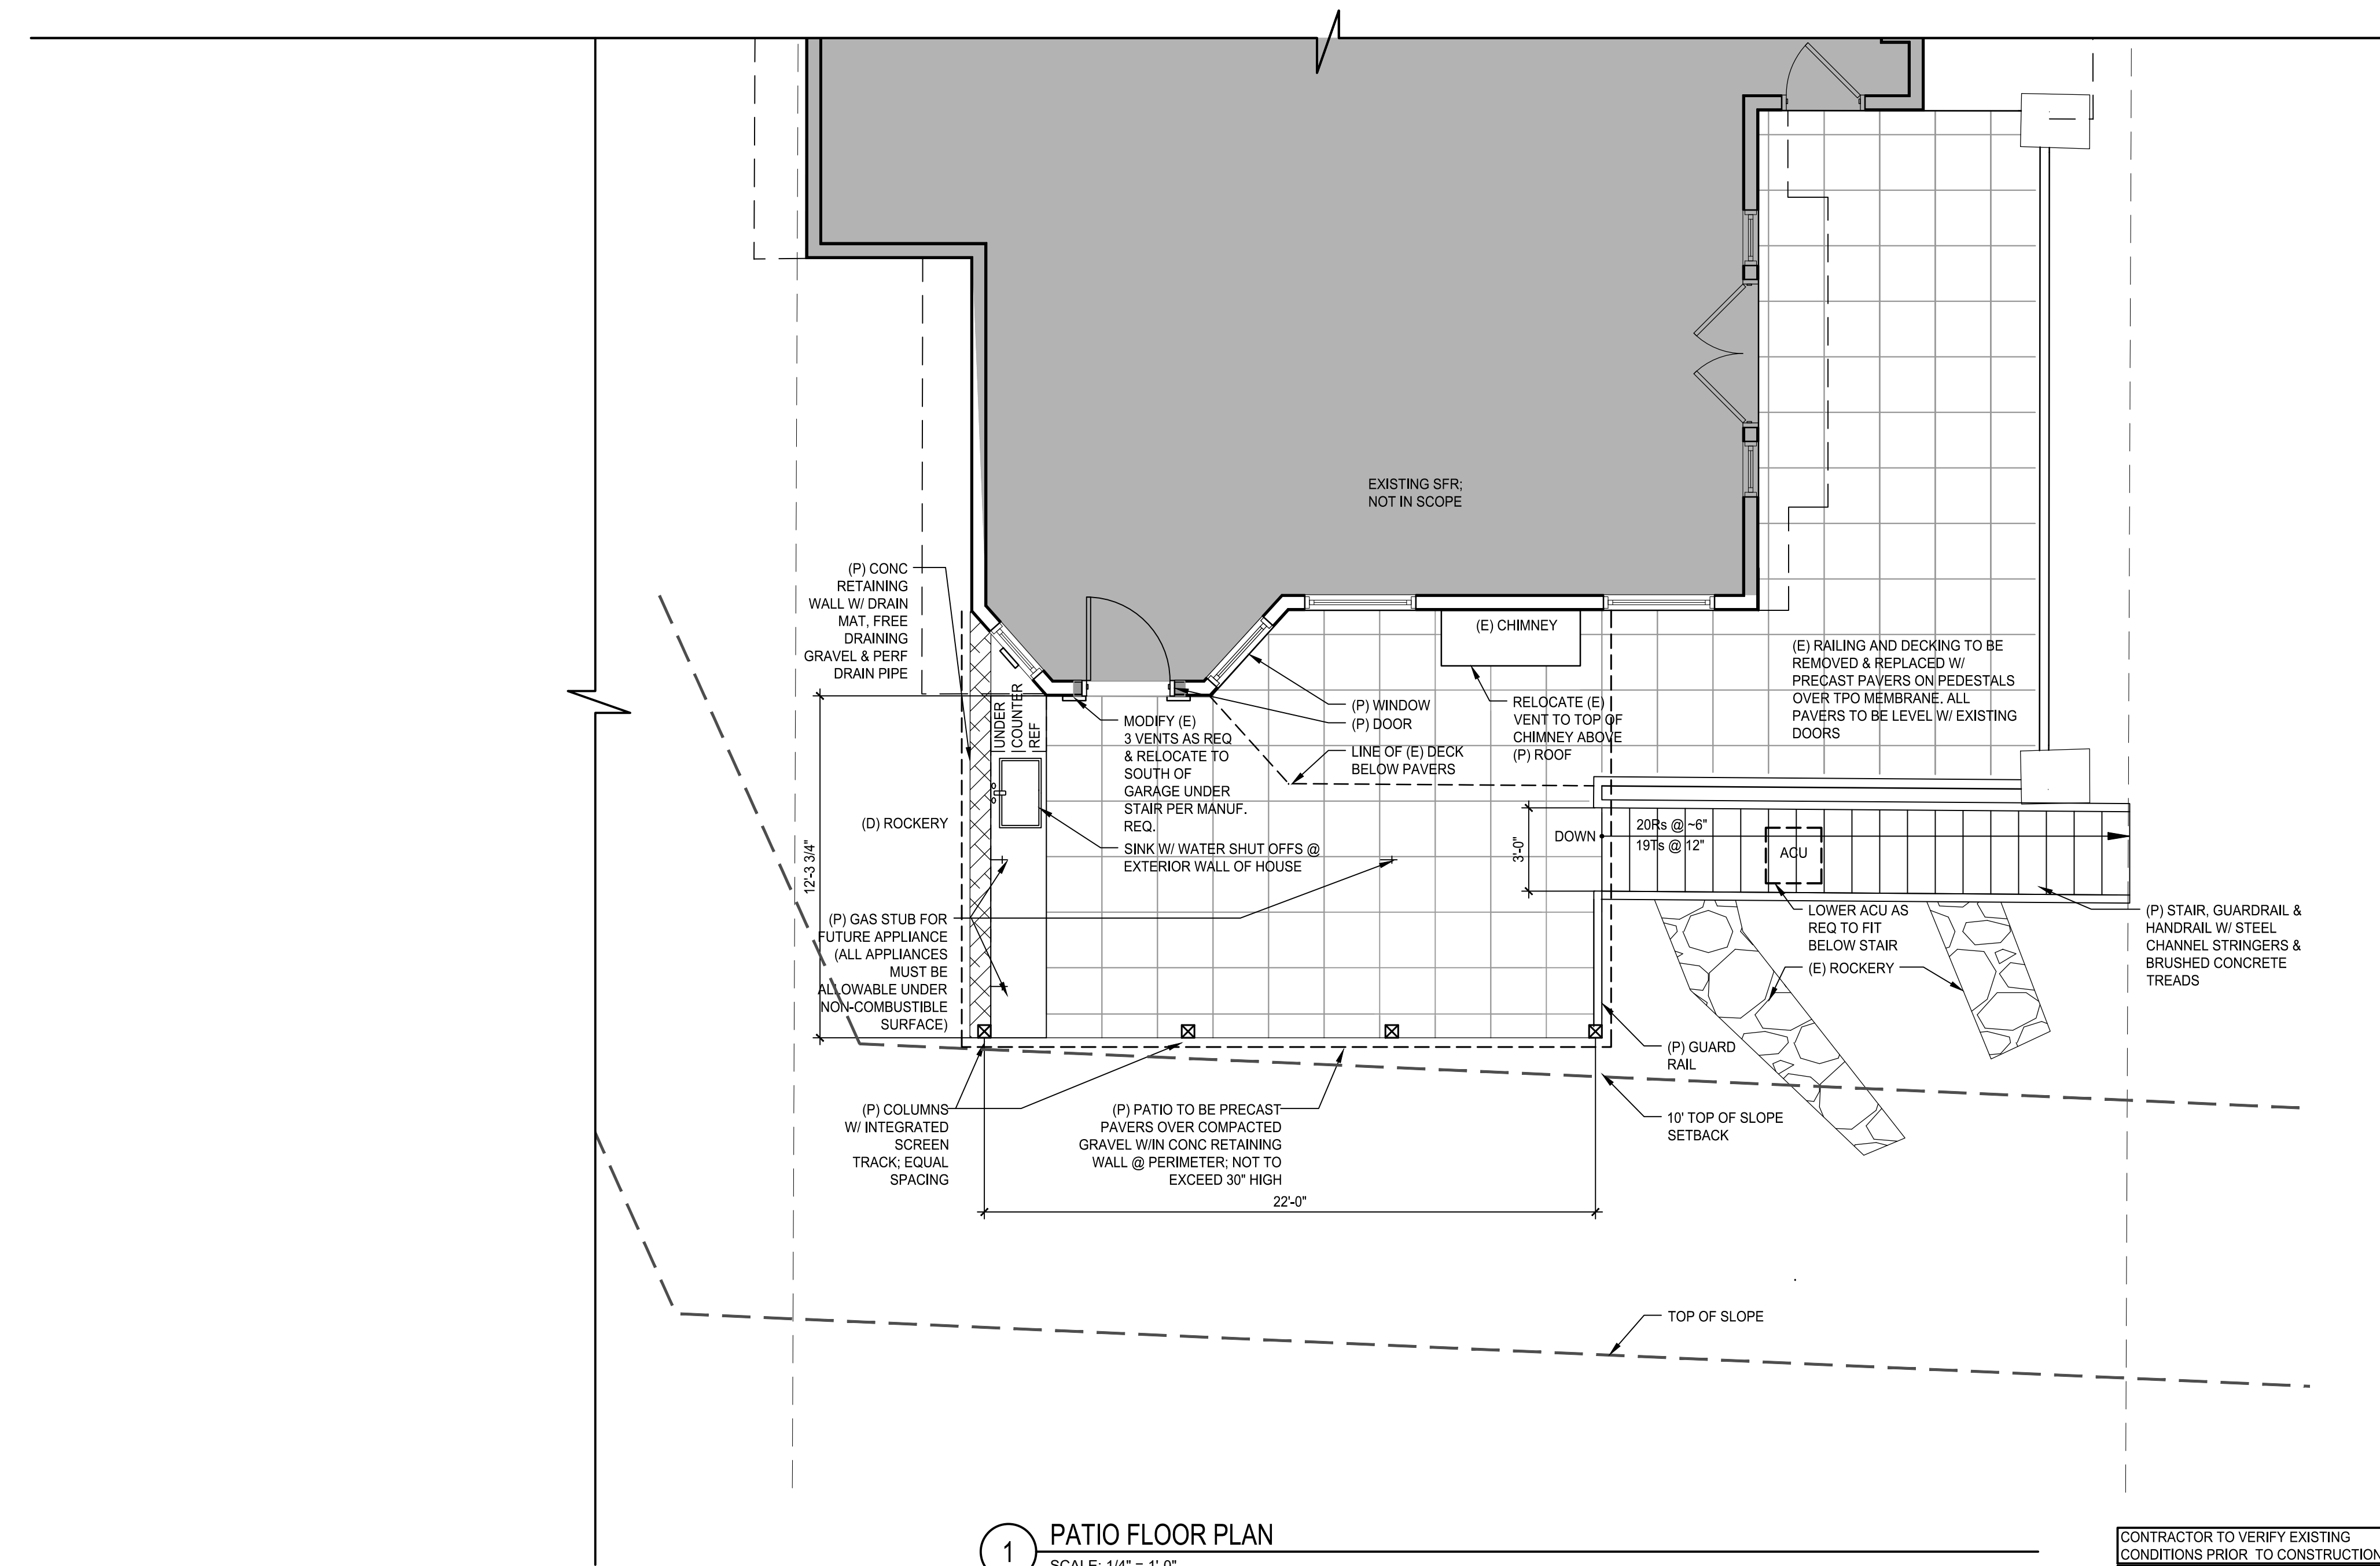 EXISTING SFR;
NOT IN SCOPE
(P) CONC
RETAINING
WALL W/ DRAIN
MAT, FREE
DRAINING
GRAVEL & PERF
DRAIN PIPE
(E) CHIMNEY
(E) RAILING AND DECKING TO BE
REMOVED & REPLACED W/
PRECAST PAVERS ON PEDESTALS
OVER TPO MEMBRANE. ALL
PAVERS TO BE LEVEL W/ EXISTING
DOORS
UNDER
COUNTER
REF
MODIFY (E)
3 VENTS AS REQ
& RELOCATE TO
SOUTH OF
GARAGE UNDER
STAIR PER MANUF.
REQ.
(P) WINDOW
(P) DOOR
LINE OF (E) DECK
BELOW PAVERS
RELOCATE (E)
VENT TO TOP OF
CHIMNEY ABOVE
(P) ROOF
(D) ROCKERY
12'-3 3/4"
SINK W/ WATER SHUT OFFS @
EXTERIOR WALL OF HOUSE
3'-0"
DOWN
20Rs @ ~6"
19Ts @ 12"
ACU
(P) GAS STUB FOR
FUTURE APPLIANCE
(ALL APPLIANCES
MUST BE
ALLOWABLE UNDER
NON-COMBUSTIBLE
SURFACE)
LOWER ACU AS
REQ TO FIT
BELOW STAIR
(E) ROCKERY
(P) STAIR, GUARDRAIL &
HANDRAIL W/ STEEL
CHANNEL STRINGERS &
BRUSHED CONCRETE
TREADS
(P) GUARD
RAIL
(P) COLUMNS
W/ INTEGRATED
SCREEN
TRACK; EQUAL
SPACING
(P) PATIO TO BE PRECAST
PAVERS OVER COMPACTED
GRAVEL W/IN CONC RETAINING
WALL @ PERIMETER; NOT TO
EXCEED 30" HIGH
10' TOP OF SLOPE
SETBACK
22'-0"
TOP OF SLOPE
1
PATIO FLOOR PLAN
SCALE: 1/4" = 1'-0"
CONTRACTOR TO VERIFY EXISTING
CONDITIONS PRIOR TO CONSTRUCTION